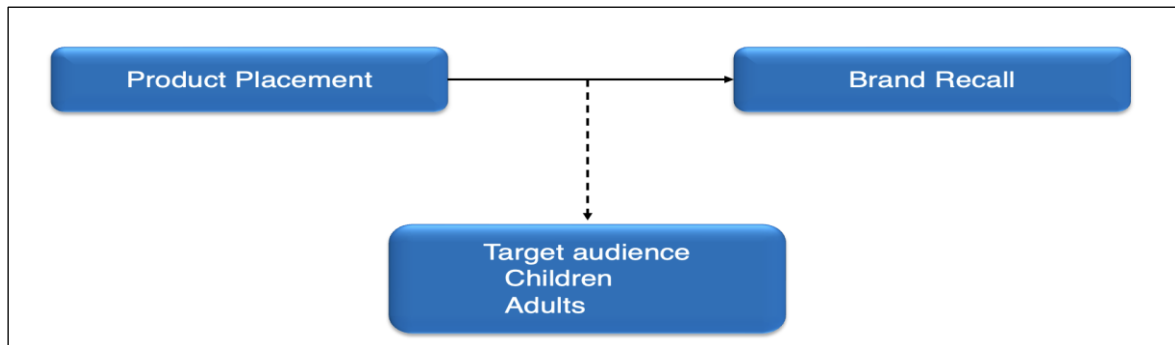 Product Placement
Brand Recall
Target audience
Children
Adults